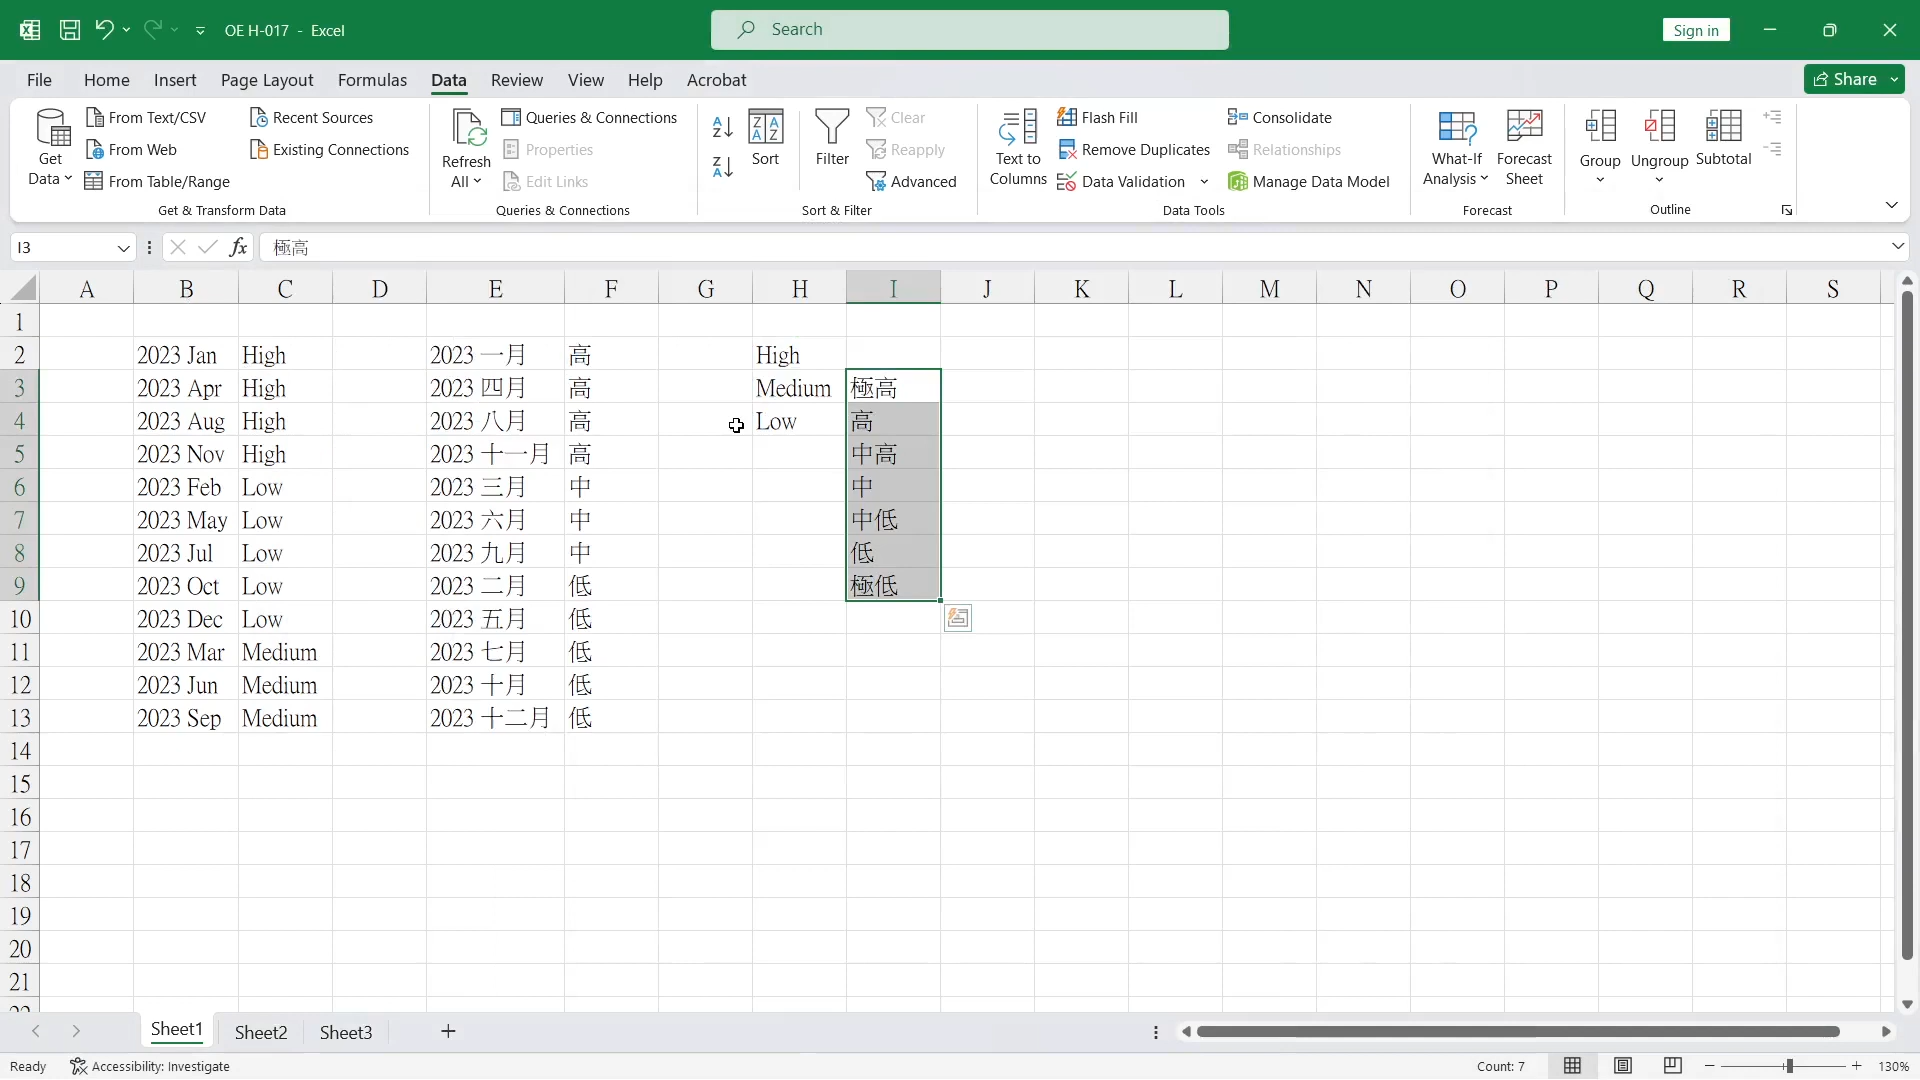 OE H-017 - Excel
Search
Sign in
File Home Insert Page Layout Formulas Data Review View Help Acrobat
Share
Get Data
From Text/CSV
From Web
From Table/Range
Recent Sources
Existing Connections
Get & Transform Data
Refresh All
Queries & Connections
Properties
Edit Links
Queries & Connections
Sort
Filter
Clear
Reapply
Advanced
Sort & Filter
Text to Columns
Flash Fill
Remove Duplicates
Data Validation
Consolidate
Relationships
Manage Data Model
Data Tools
What-If Analysis
Forecast Sheet
Forecast
Group
Ungroup
Subtotal
Outline
I3 fx 極高
A B C D E F G H I J K L M N O P Q R S
1
2 2023 Jan High 2023 一月 高 High
3 2023 Apr High 2023 四月 高 Medium 極高
4 2023 Aug High 2023 八月 高 Low 高
5 2023 Nov High 2023 十一月 高 中高
6 2023 Feb Low 2023 三月 中 中
7 2023 May Low 2023 六月 中 中低
8 2023 Jul Low 2023 九月 中 低
9 2023 Oct Low 2023 二月 低 極低
10 2023 Dec Low 2023 五月 低
11 2023 Mar Medium 2023 七月 低
12 2023 Jun Medium 2023 十月 低
13 2023 Sep Medium 2023 十二月 低
14
15
16
17
18
19
20
21
22
Sheet1 Sheet2 Sheet3
Ready Accessibility: Investigate Count: 7 130%